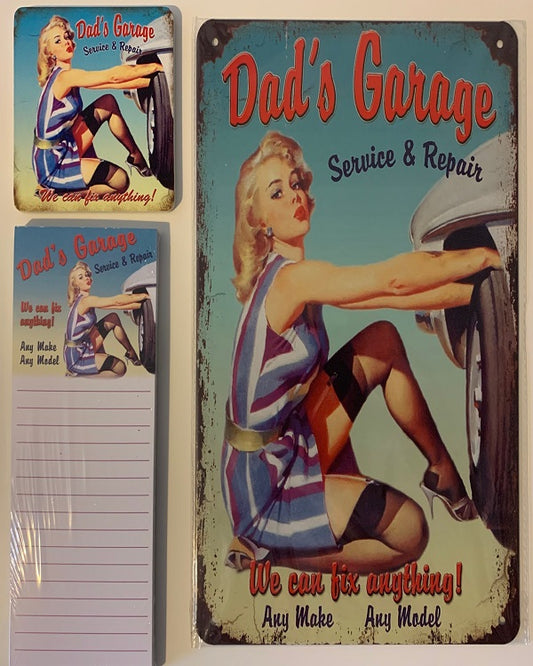 Dad's Garage
Service & Repair
We can fix anything!
Dad's Garage
Service & Repair
We can fix
anything!
Any Make
Any Model
Dad's Garage
Service & Repair
We can fix anything!
Any Make Any Model